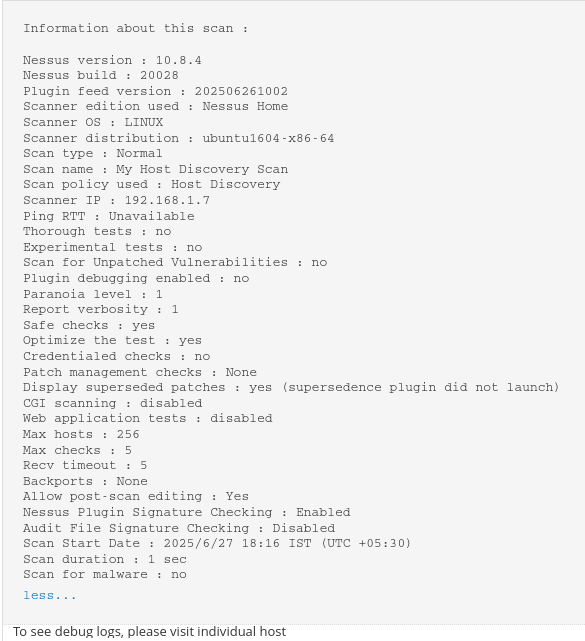 Information about this scan :
Nessus version : 10.8.4
Nessus build : 20028
Plugin feed version : 202506261002
Scanner edition used : Nessus Home
Scanner OS : LINUX
Scanner distribution : ubuntu1604-x86-64
Scan type : Normal
Scan name : My Host Discovery Scan
Scan policy used : Host Discovery
Scanner IP : 192.168.1.7
Ping RTT : Unavailable
Thorough tests : no
Experimental tests : no
Scan for Unpatched Vulnerabilities : no
Plugin debugging enabled : no
Paranoia level : 1
Report verbosity : 1
Safe checks : yes
Optimize the test : yes
Credentialed checks : no
Patch management checks : None
Display superseded patches : yes (supersedence plugin did not launch)
CGI scanning : disabled
Web application tests : disabled
Max hosts : 256
Max checks : 5
Recv timeout : 5
Backports : None
Allow post-scan editing : Yes
Nessus Plugin Signature Checking : Enabled
Audit File Signature Checking : Disabled
Scan Start Date : 2025/6/27 18:16 IST (UTC +05:30)
Scan duration : 1 sec
Scan for malware : no
less...
To see debug logs, please visit individual host